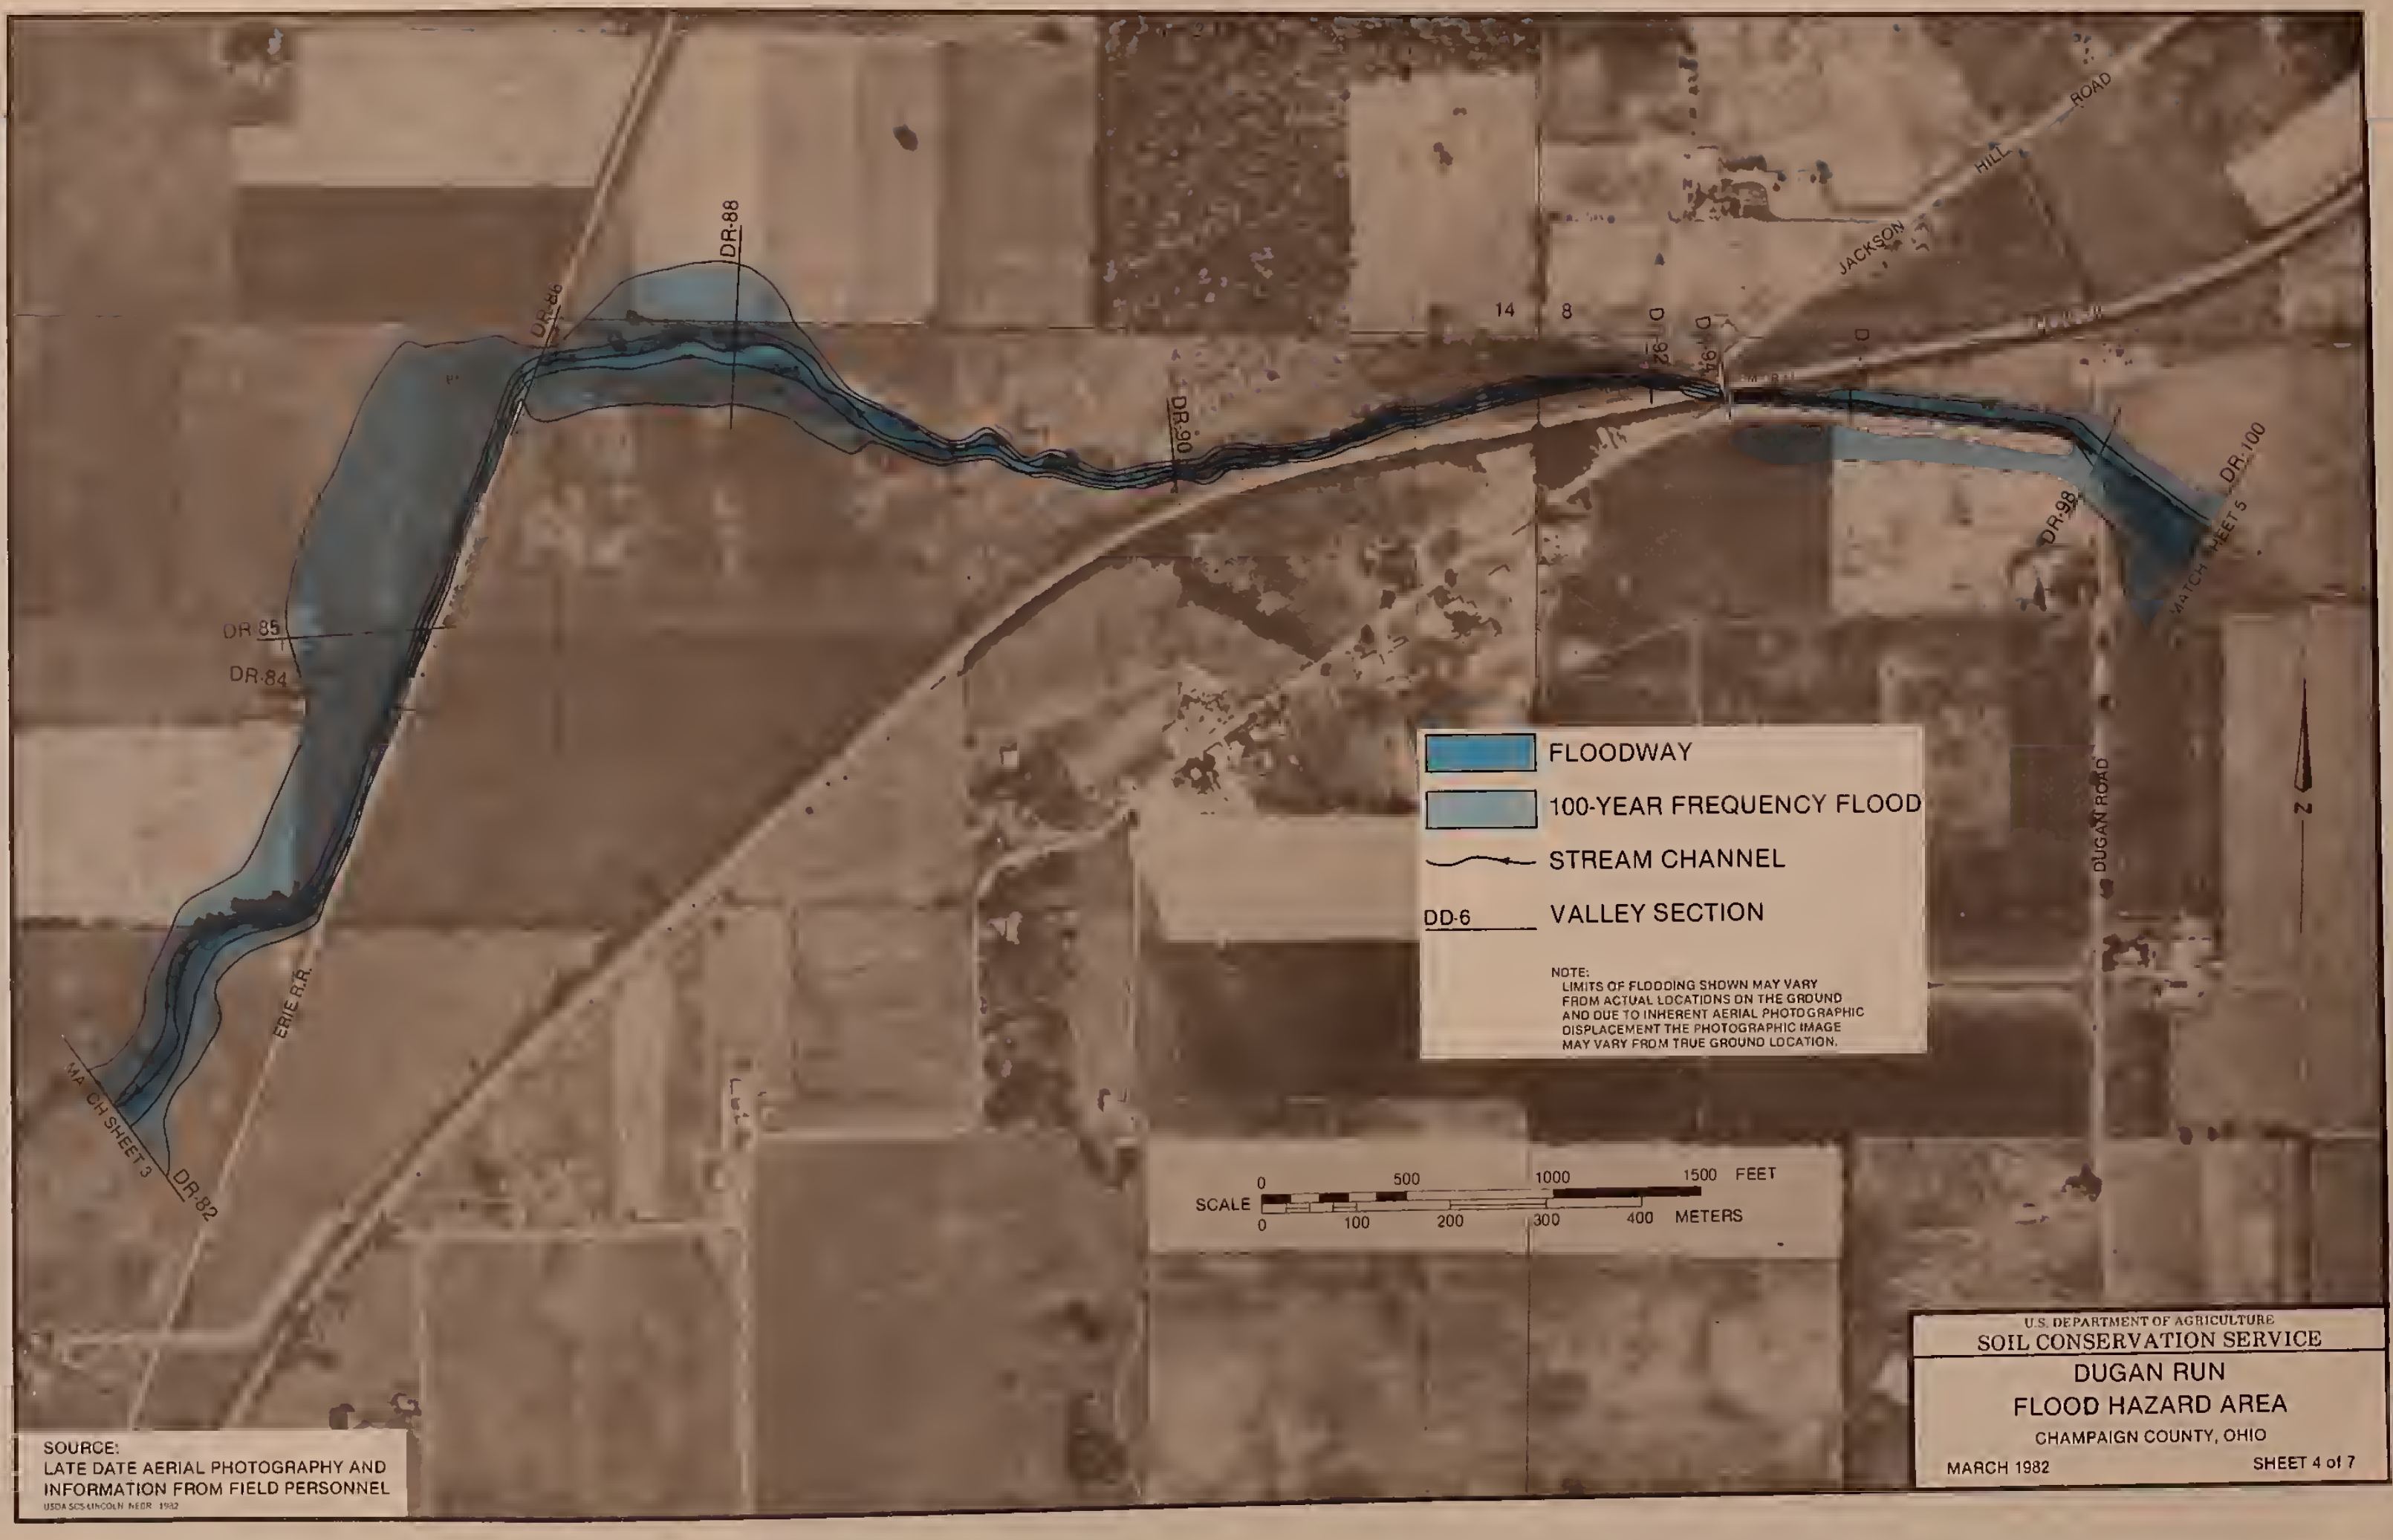 ROAD
HILL
JACKSON
DR-88
DR-86
14 8
DR-92
DR-94
DR-90
DR-100
DR-98
MATCH SHEET 5
DR-85
DR-84
FLOODWAY
100-YEAR FREQUENCY FLOOD
STREAM CHANNEL
DD-6 VALLEY SECTION
NOTE:
LIMITS OF FLOODING SHOWN MAY VARY
FROM ACTUAL LOCATIONS ON THE GROUND
AND DUE TO INHERENT AERIAL PHOTOGRAPHIC
DISPLACEMENT THE PHOTOGRAPHIC IMAGE
MAY VARY FROM TRUE GROUND LOCATION.
DUGAN ROAD
N
ERIE R.R.
MATCH SHEET 3
DR-82
0 500 1000 1500 FEET
SCALE
0 100 200 300 400 METERS
U.S. DEPARTMENT OF AGRICULTURE
SOIL CONSERVATION SERVICE
DUGAN RUN
FLOOD HAZARD AREA
CHAMPAIGN COUNTY, OHIO
MARCH 1982 SHEET 4 of 7
SOURCE:
LATE DATE AERIAL PHOTOGRAPHY AND
INFORMATION FROM FIELD PERSONNEL
USDA SCS-LINCOLN NEBR 1982